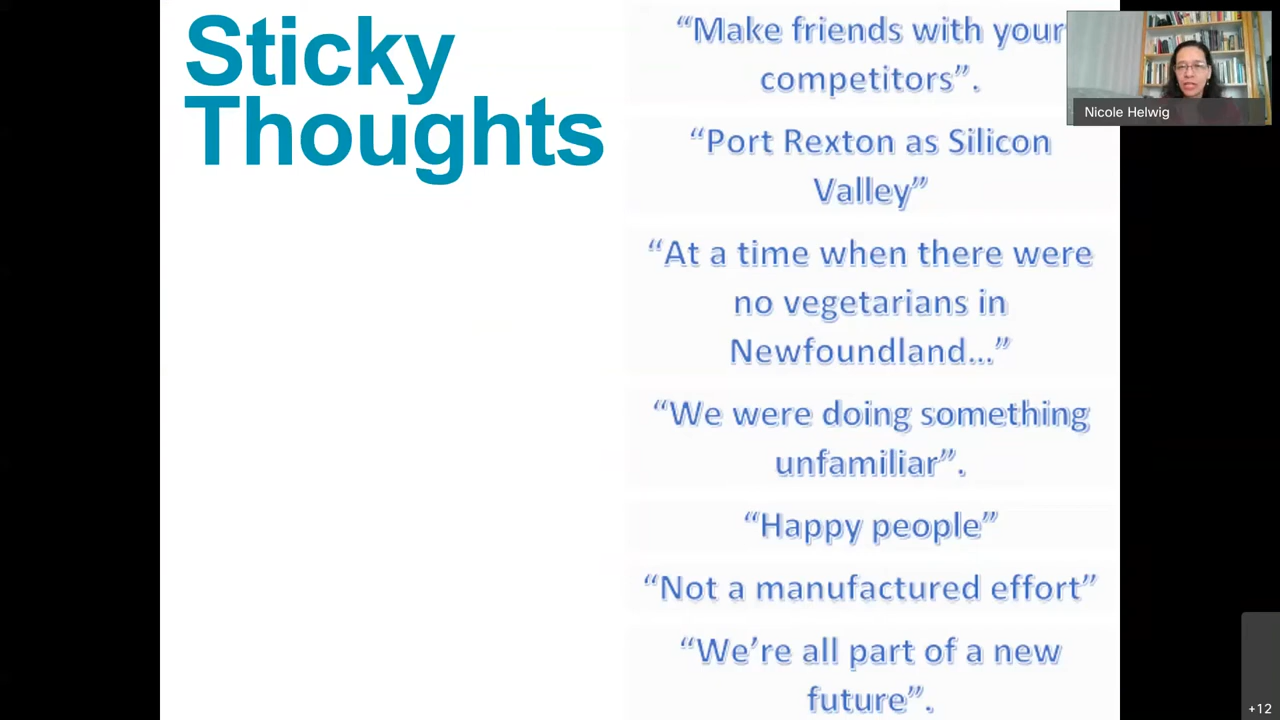 Sticky
Thoughts
“Make friends with your
competitors”.
“Port Rexton as Silicon
Valley”
“At a time when there were
no vegetarians in
Newfoundland...”
“We were doing something
unfamiliar”.
“Happy people”
“Not a manufactured effort”
“We’re all part of a new
future”.
Nicole Helwig
+12